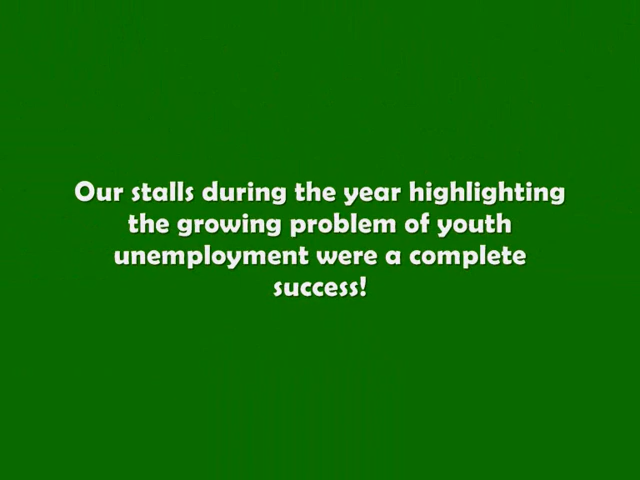 Our stalls during the year highlighting
the growing problem of youth
unemployment were a complete
success!